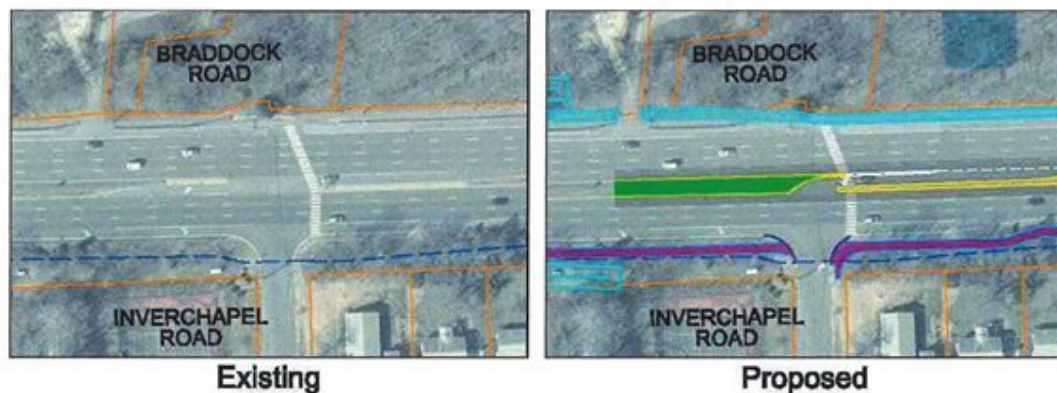 BRADDOCK
ROAD
INVERCHAPEL
ROAD
Existing
BRADDOCK
ROAD
INVERCHAPEL
ROAD
Proposed